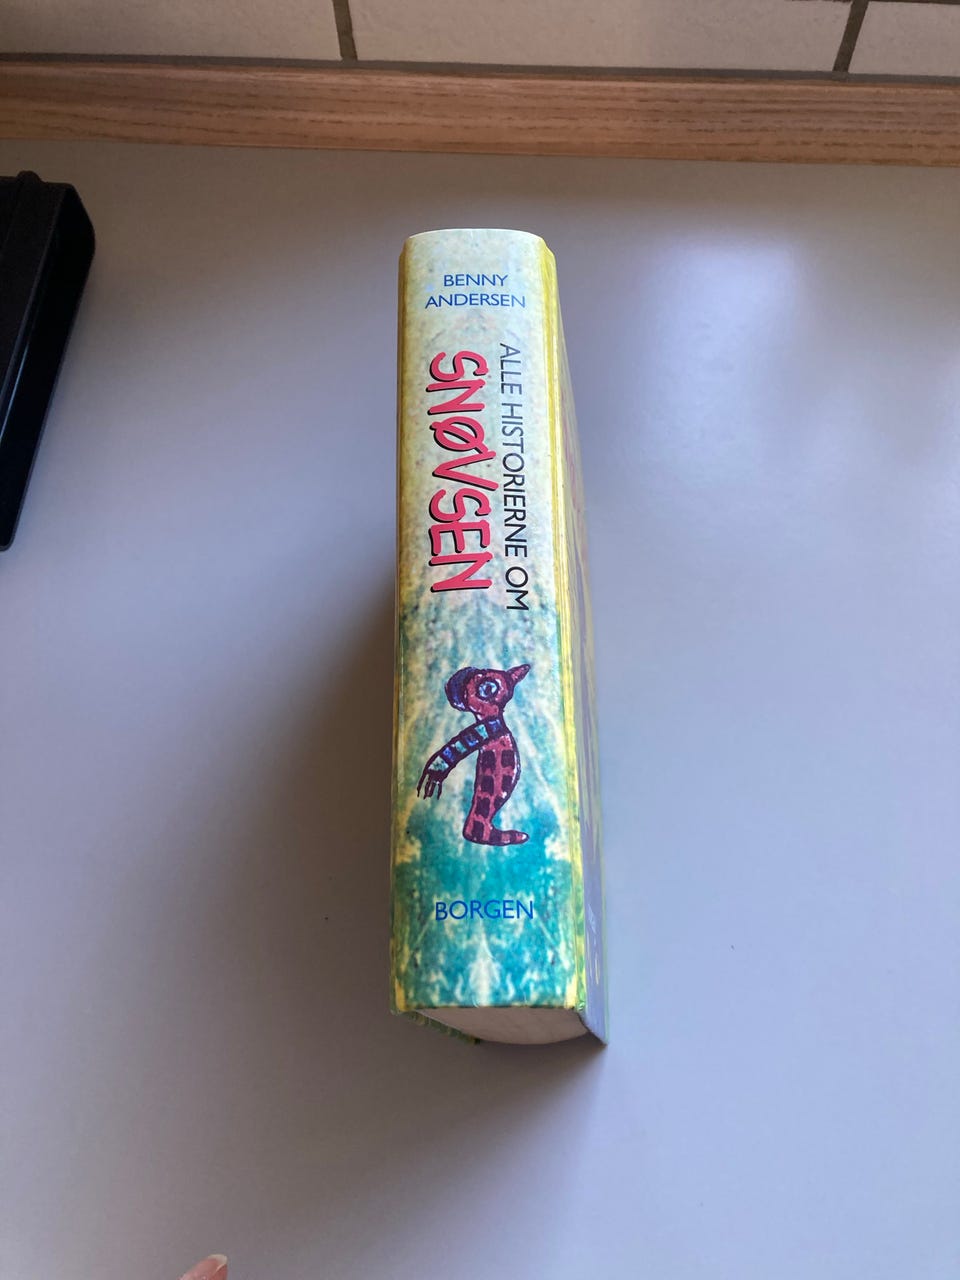 BENNY
ANDERSEN
ALLE HISTORIERNE OM
SNØVSEN
BORGEN